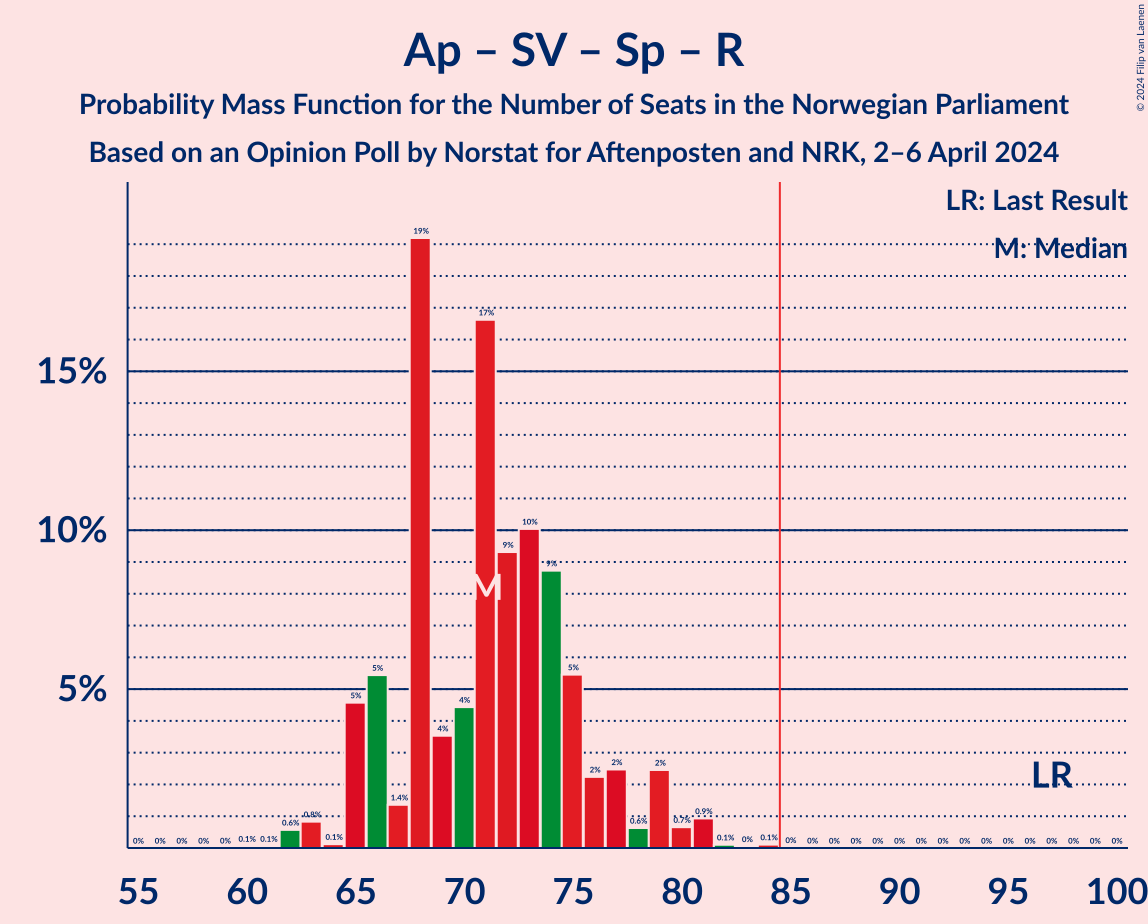 Ap – SV – Sp – R
Probability Mass Function for the Number of Seats in the Norwegian Parliament
Based on an Opinion Poll by Norstat for Aftenposten and NRK, 2–6 April 2024
© 2024 Filip van Laenen
LR: Last Result
M: Median
15%
10%
5%
0% 0% 0% 0% 0% 0.1% 0.1% 0.6% 0.8% 0.1% 5% 5% 1.4% 19% 4% 4% 17% 9% 10% 9% 5% 2% 2% 0.6% 2% 0.7% 0.9% 0.1% 0% 0.1% 0% 0% 0% 0% 0% 0% 0% 0% 0% 0% 0% 0% 0% 0% 0% 0%
M
LR
55 60 65 70 75 80 85 90 95 100